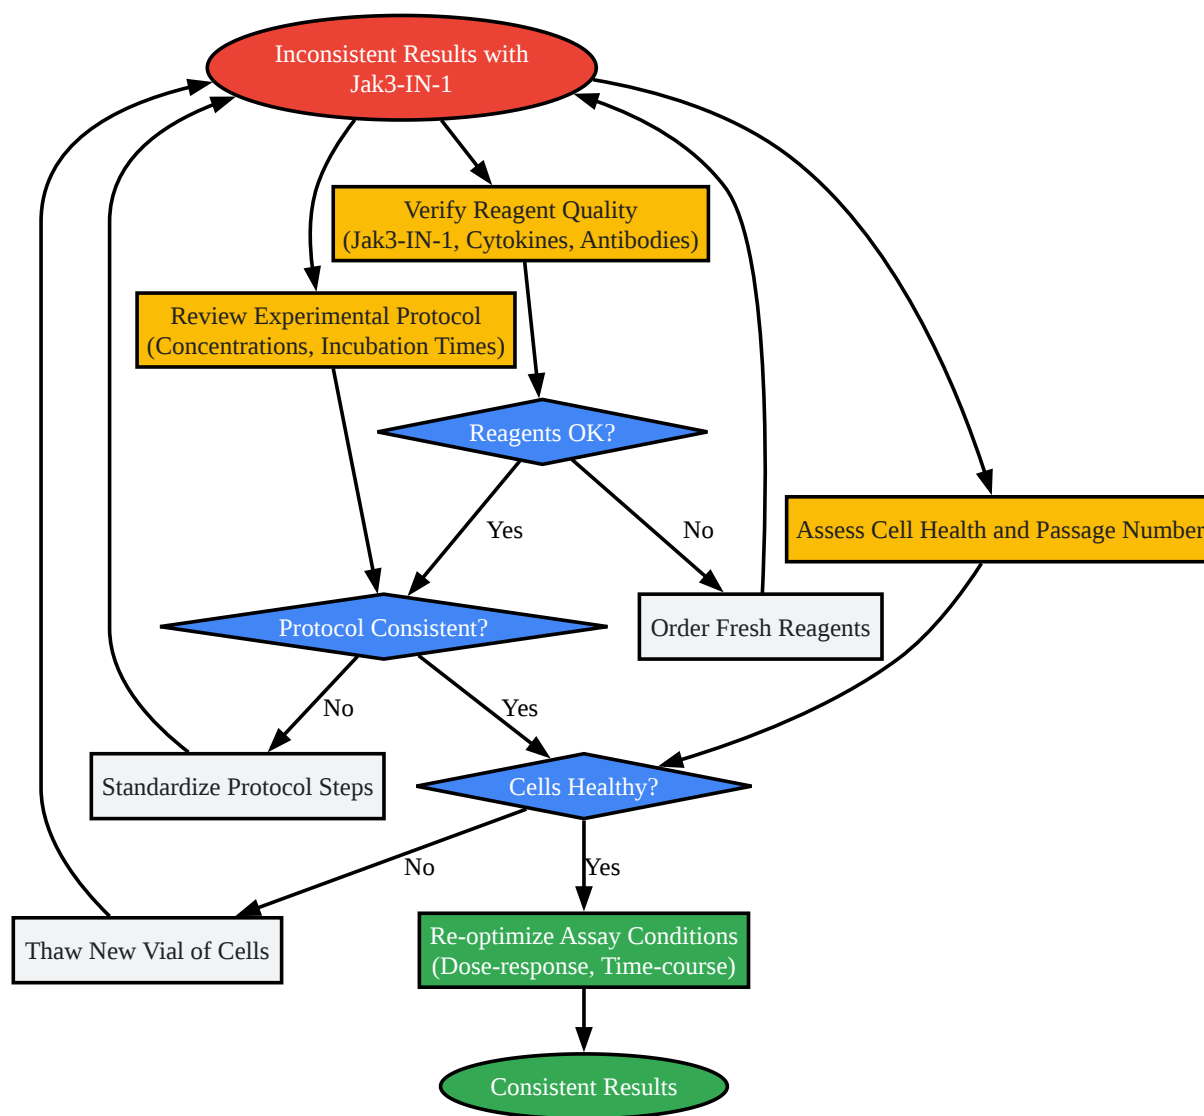 Inconsistent Results with
Jak3-IN-1
Verify Reagent Quality
(Jak3-IN-1, Cytokines, Antibodies)
Review Experimental Protocol
(Concentrations, Incubation Times)
Reagents OK?
Yes
No
Assess Cell Health and Passage Number
Order Fresh Reagents
Protocol Consistent?
No
Yes
Standardize Protocol Steps
Cells Healthy?
No
Yes
Thaw New Vial of Cells
Re-optimize Assay Conditions
(Dose-response, Time-course)
Consistent Results